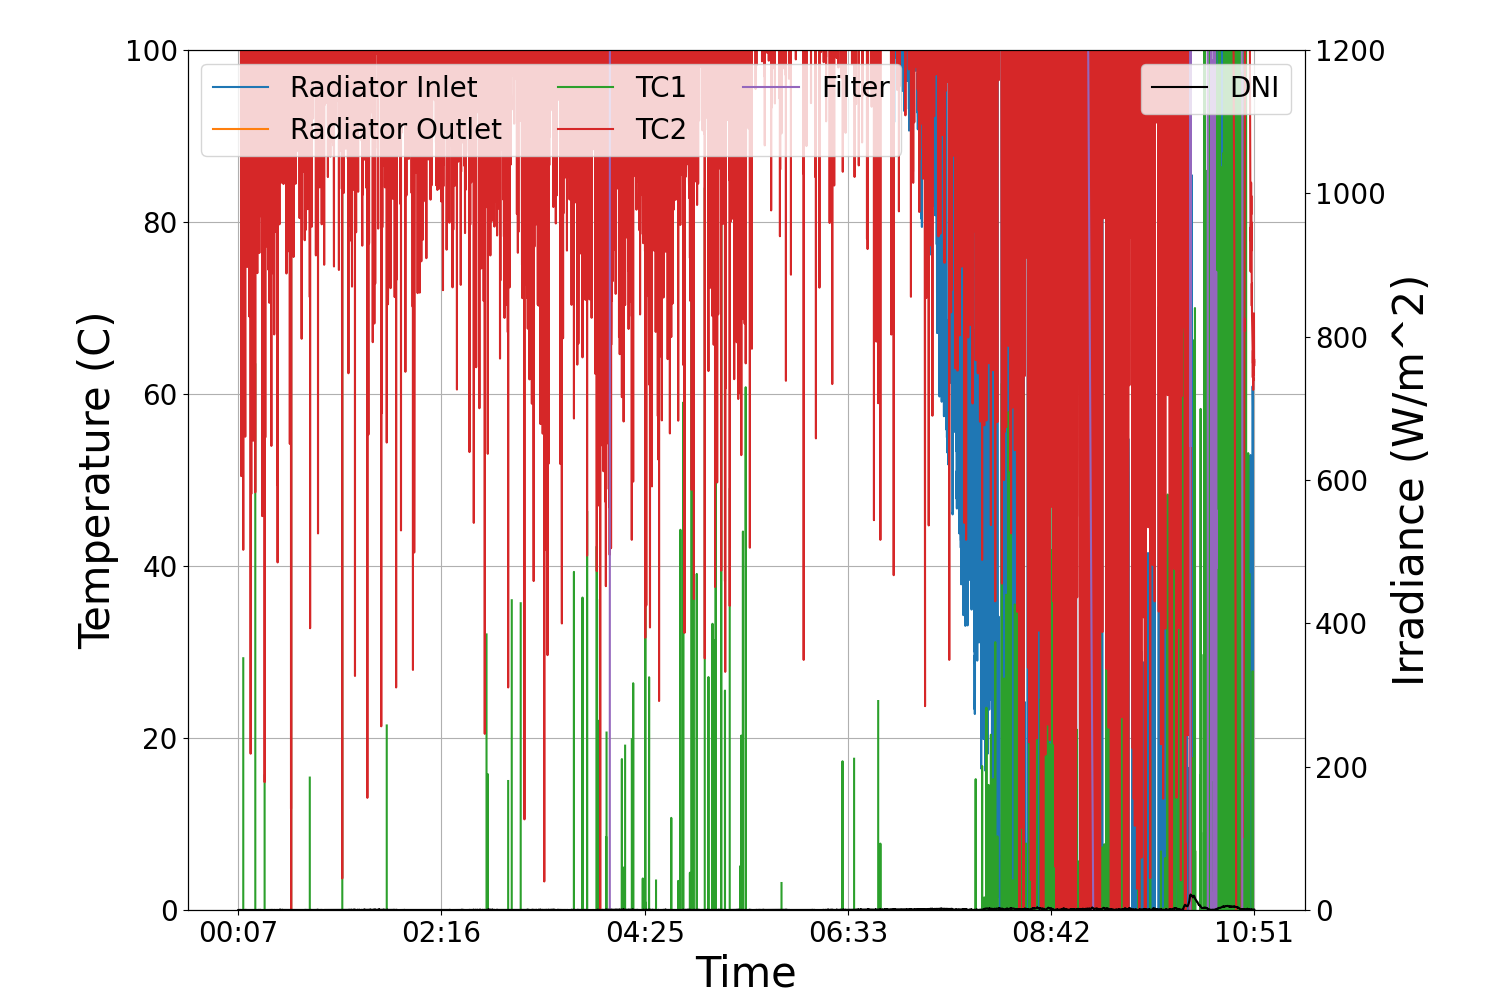 100
80
60
40
20
0
Temperature (C)
Radiator Inlet
Radiator Outlet
TC1
TC2
Filter
DNI
1200
1000
800
600
400
200
0
Irradiance (W/m^2)
00:07 02:16 04:25 06:33 08:42 10:51
Time